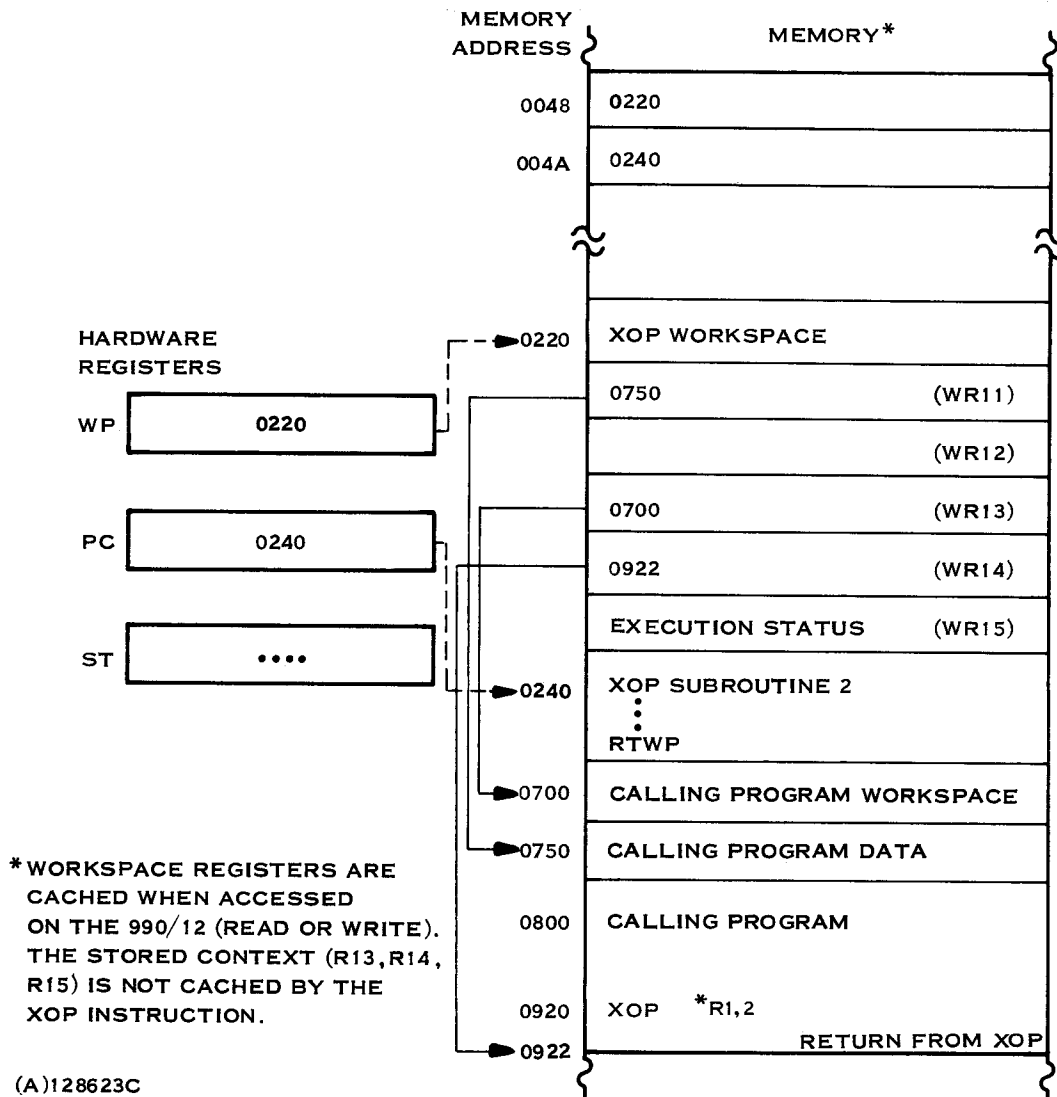 MEMORY ADDRESS
MEMORY*
0048 0220
004A 0240
HARDWARE REGISTERS
0220 XOP WORKSPACE
WP 0220
0750 (WR11)
(WR12)
PC 0240
0700 (WR13)
0922 (WR14)
ST ••••
EXECUTION STATUS (WR15)
0240 XOP SUBROUTINE 2
•
•
•
RTWP
0700 CALLING PROGRAM WORKSPACE
0750 CALLING PROGRAM DATA
0800 CALLING PROGRAM
0920 XOP *R1,2
RETURN FROM XOP
0922
*WORKSPACE REGISTERS ARE
CACHED WHEN ACCESSED
ON THE 990/12 (READ OR WRITE).
THE STORED CONTEXT (R13,R14,
R15) IS NOT CACHED BY THE
XOP INSTRUCTION.
(A)128623C